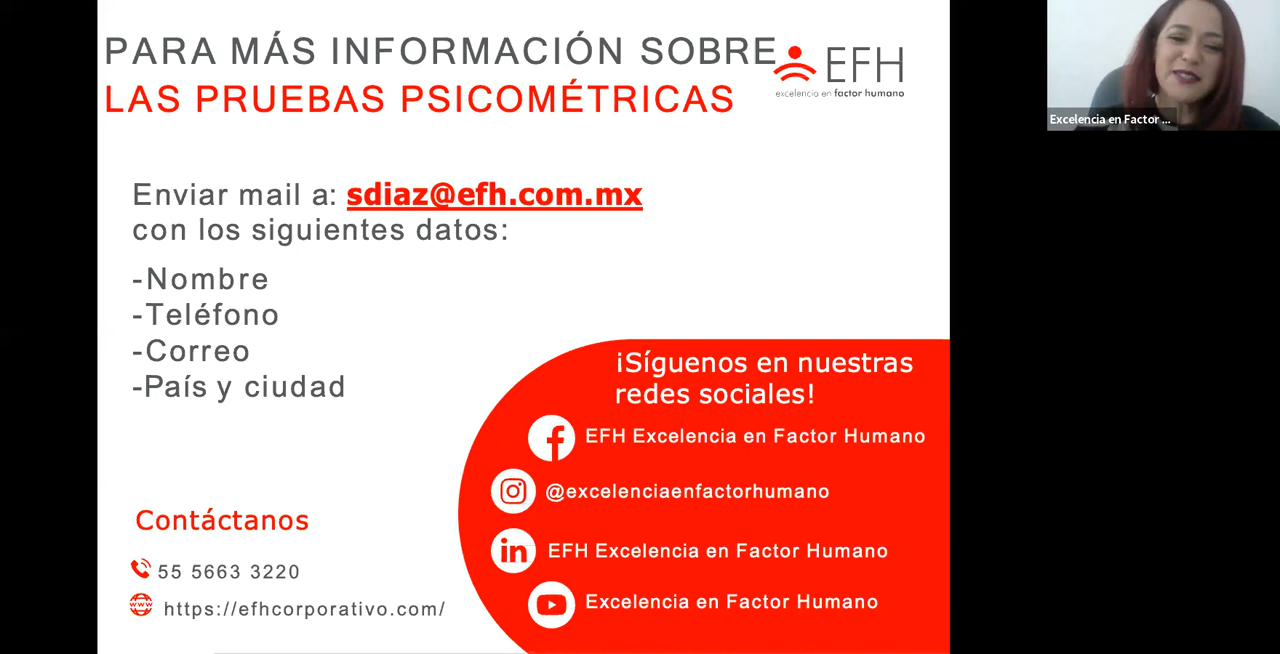 PARA MÁS INFORMACIÓN SOBRE
LAS PRUEBAS PSICOMÉTRICAS
EFH
excelencia en factor humano
Excelencia en Factor ...
Enviar mail a: sdiaz@efh.com.mx
con los siguientes datos:
-Nombre
-Teléfono
-Correo
-País y ciudad
¡Síguenos en nuestras
redes sociales!
EFH Excelencia en Factor Humano
@excelenciaenfactorhumano
in
EFH Excelencia en Factor Humano
Excelencia en Factor Humano
Contáctanos
55 5663 3220
www
https://efhcorporativo.com/